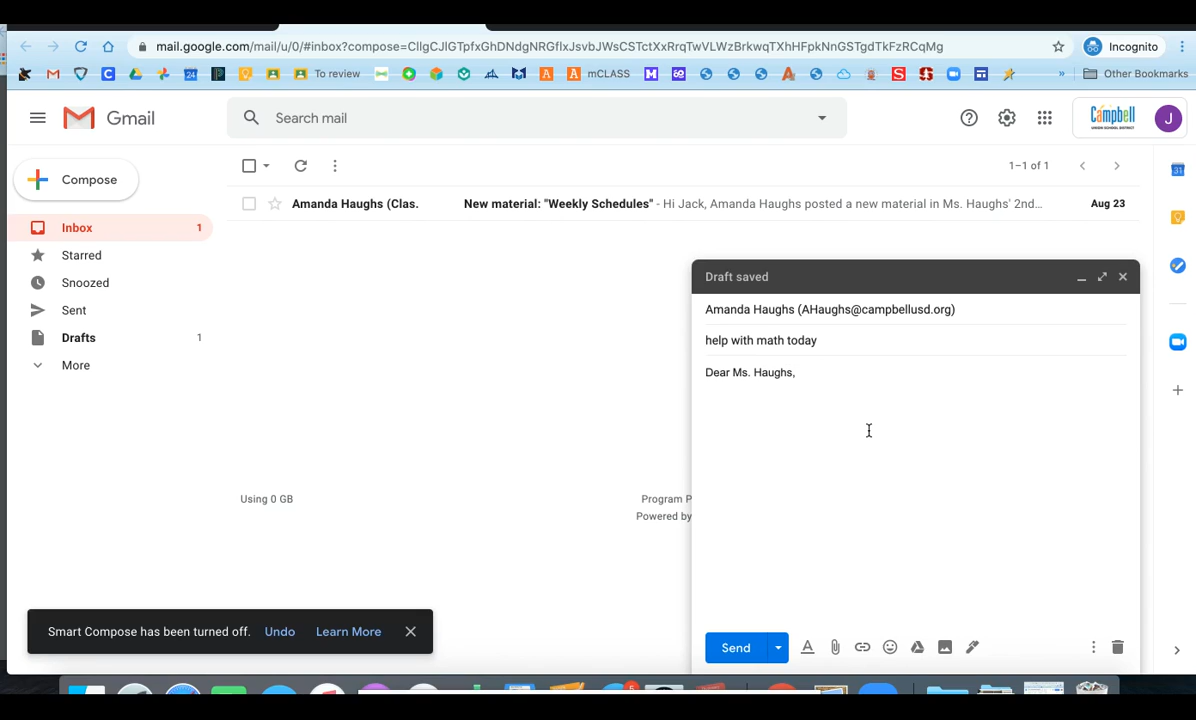 mail.google.com/mail/u/0/#inbox?compose=CllgCJlGTpfxGhDNdgNRGflxJsvbJWsCSTctXxRrqTwVLWzBrkwqTXhHFpkNnGSTgdTkFzRCqMg
Incognito
To review
mCLASS
Other Bookmarks
Gmail
Search mail
Campbell
UNION SCHOOL DISTRICT
J
Compose
1–1 of 1
Inbox 1
Amanda Haughs (Clas. New material: "Weekly Schedules" - Hi Jack, Amanda Haughs posted a new material in Ms. Haughs' 2nd... Aug 23
Starred
Snoozed
Sent
Drafts 1
More
Draft saved
Amanda Haughs (AHaughs@campbellusd.org)
help with math today
Dear Ms. Haughs,
Using 0 GB
Program P
Powered by
Smart Compose has been turned off. Undo Learn More
Send